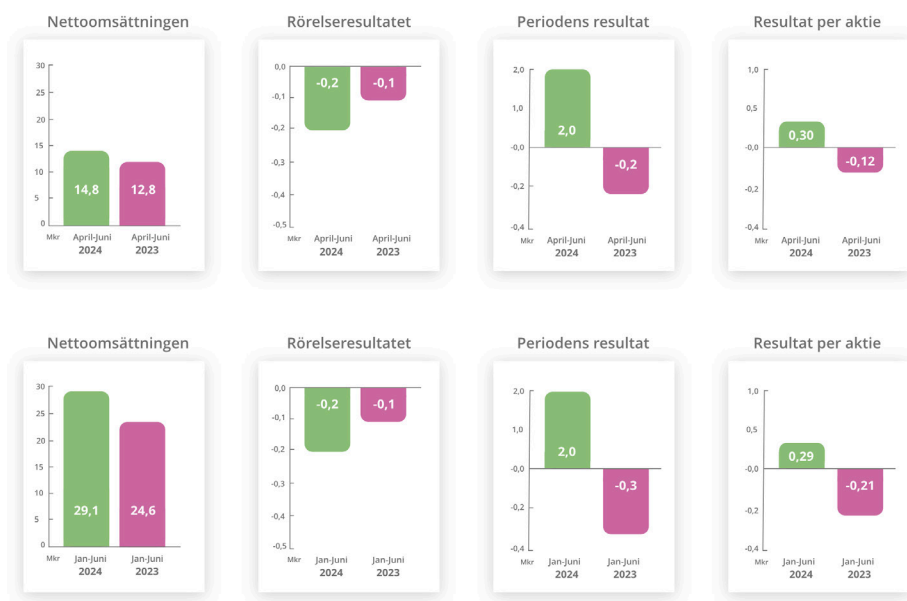 Nettoomsättningen
30
25
20
15
10
5
0
14,8
12,8
Mkr
April-Juni
2024
April-Juni
2023
Rörelseresultatet
0,0
-0,1
-0,2
-0,3
-0,4
-0,5
-0,2
-0,1
Mkr
April-Juni
2024
April-Juni
2023
Periodens resultat
2,0
1,0
-0,0
-0,2
-0,4
2,0
-0,2
Mkr
April-Juni
2024
April-Juni
2023
Resultat per aktie
1,0
0,5
-0,0
-0,2
-0,4
0,30
-0,12
Mkr
April-Juni
2024
April-Juni
2023
Nettoomsättningen
30
25
20
15
10
5
0
29,1
24,6
Mkr
Jan-Juni
2024
Jan-Juni
2023
Rörelseresultatet
0,0
-0,1
-0,2
-0,3
-0,4
-0,5
-0,2
-0,1
Mkr
Jan-Juni
2024
Jan-Juni
2023
Periodens resultat
2,0
1,0
-0,0
-0,2
-0,4
2,0
-0,3
Mkr
Jan-Juni
2024
Jan-Juni
2023
Resultat per aktie
1,0
0,5
-0,0
-0,2
-0,4
0,29
-0,21
Mkr
Jan-Juni
2024
Jan-Juni
2023